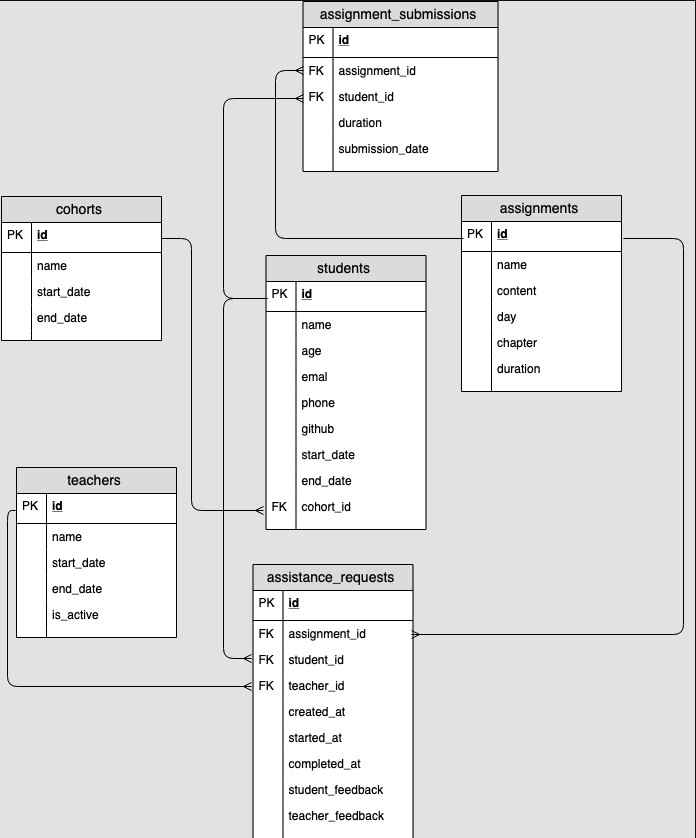 assignment_submissions
PK id
FK assignment_id
FK student_id
duration
submission_date
cohorts
PK id
name
start_date
end_date
assignments
PK id
name
content
day
chapter
duration
students
PK id
name
age
emal
phone
github
start_date
end_date
FK cohort_id
teachers
PK id
name
start_date
end_date
is_active
assistance_requests
PK id
FK assignment_id
FK student_id
FK teacher_id
created_at
started_at
completed_at
student_feedback
teacher_feedback